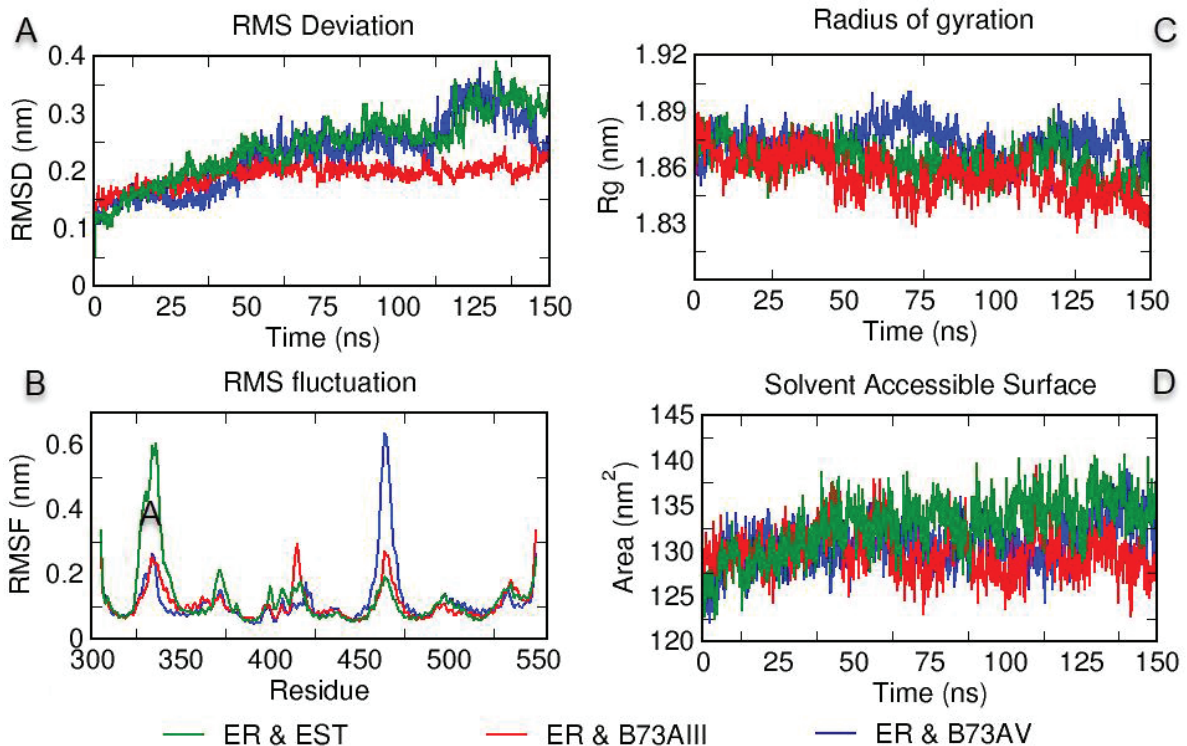 A
RMS Deviation
0.4
0.3
0.2
0.1
0
RMSD (nm)
0 25 50 75 100 125 150
Time (ns)
Radius of gyration
C
1.92
1.89
1.86
1.83
Rg (nm)
0 25 50 75 100 125 150
Time (ns)
B
RMS fluctuation
0.6
0.4
0.2
0
RMSF (nm)
A
300 350 400 450 500 550
Residue
Solvent Accessible Surface
D
145
140
135
130
125
120
Area (nm²)
0 25 50 75 100 125 150
Time (ns)
ER & EST ER & B73AIII ER & B73AV